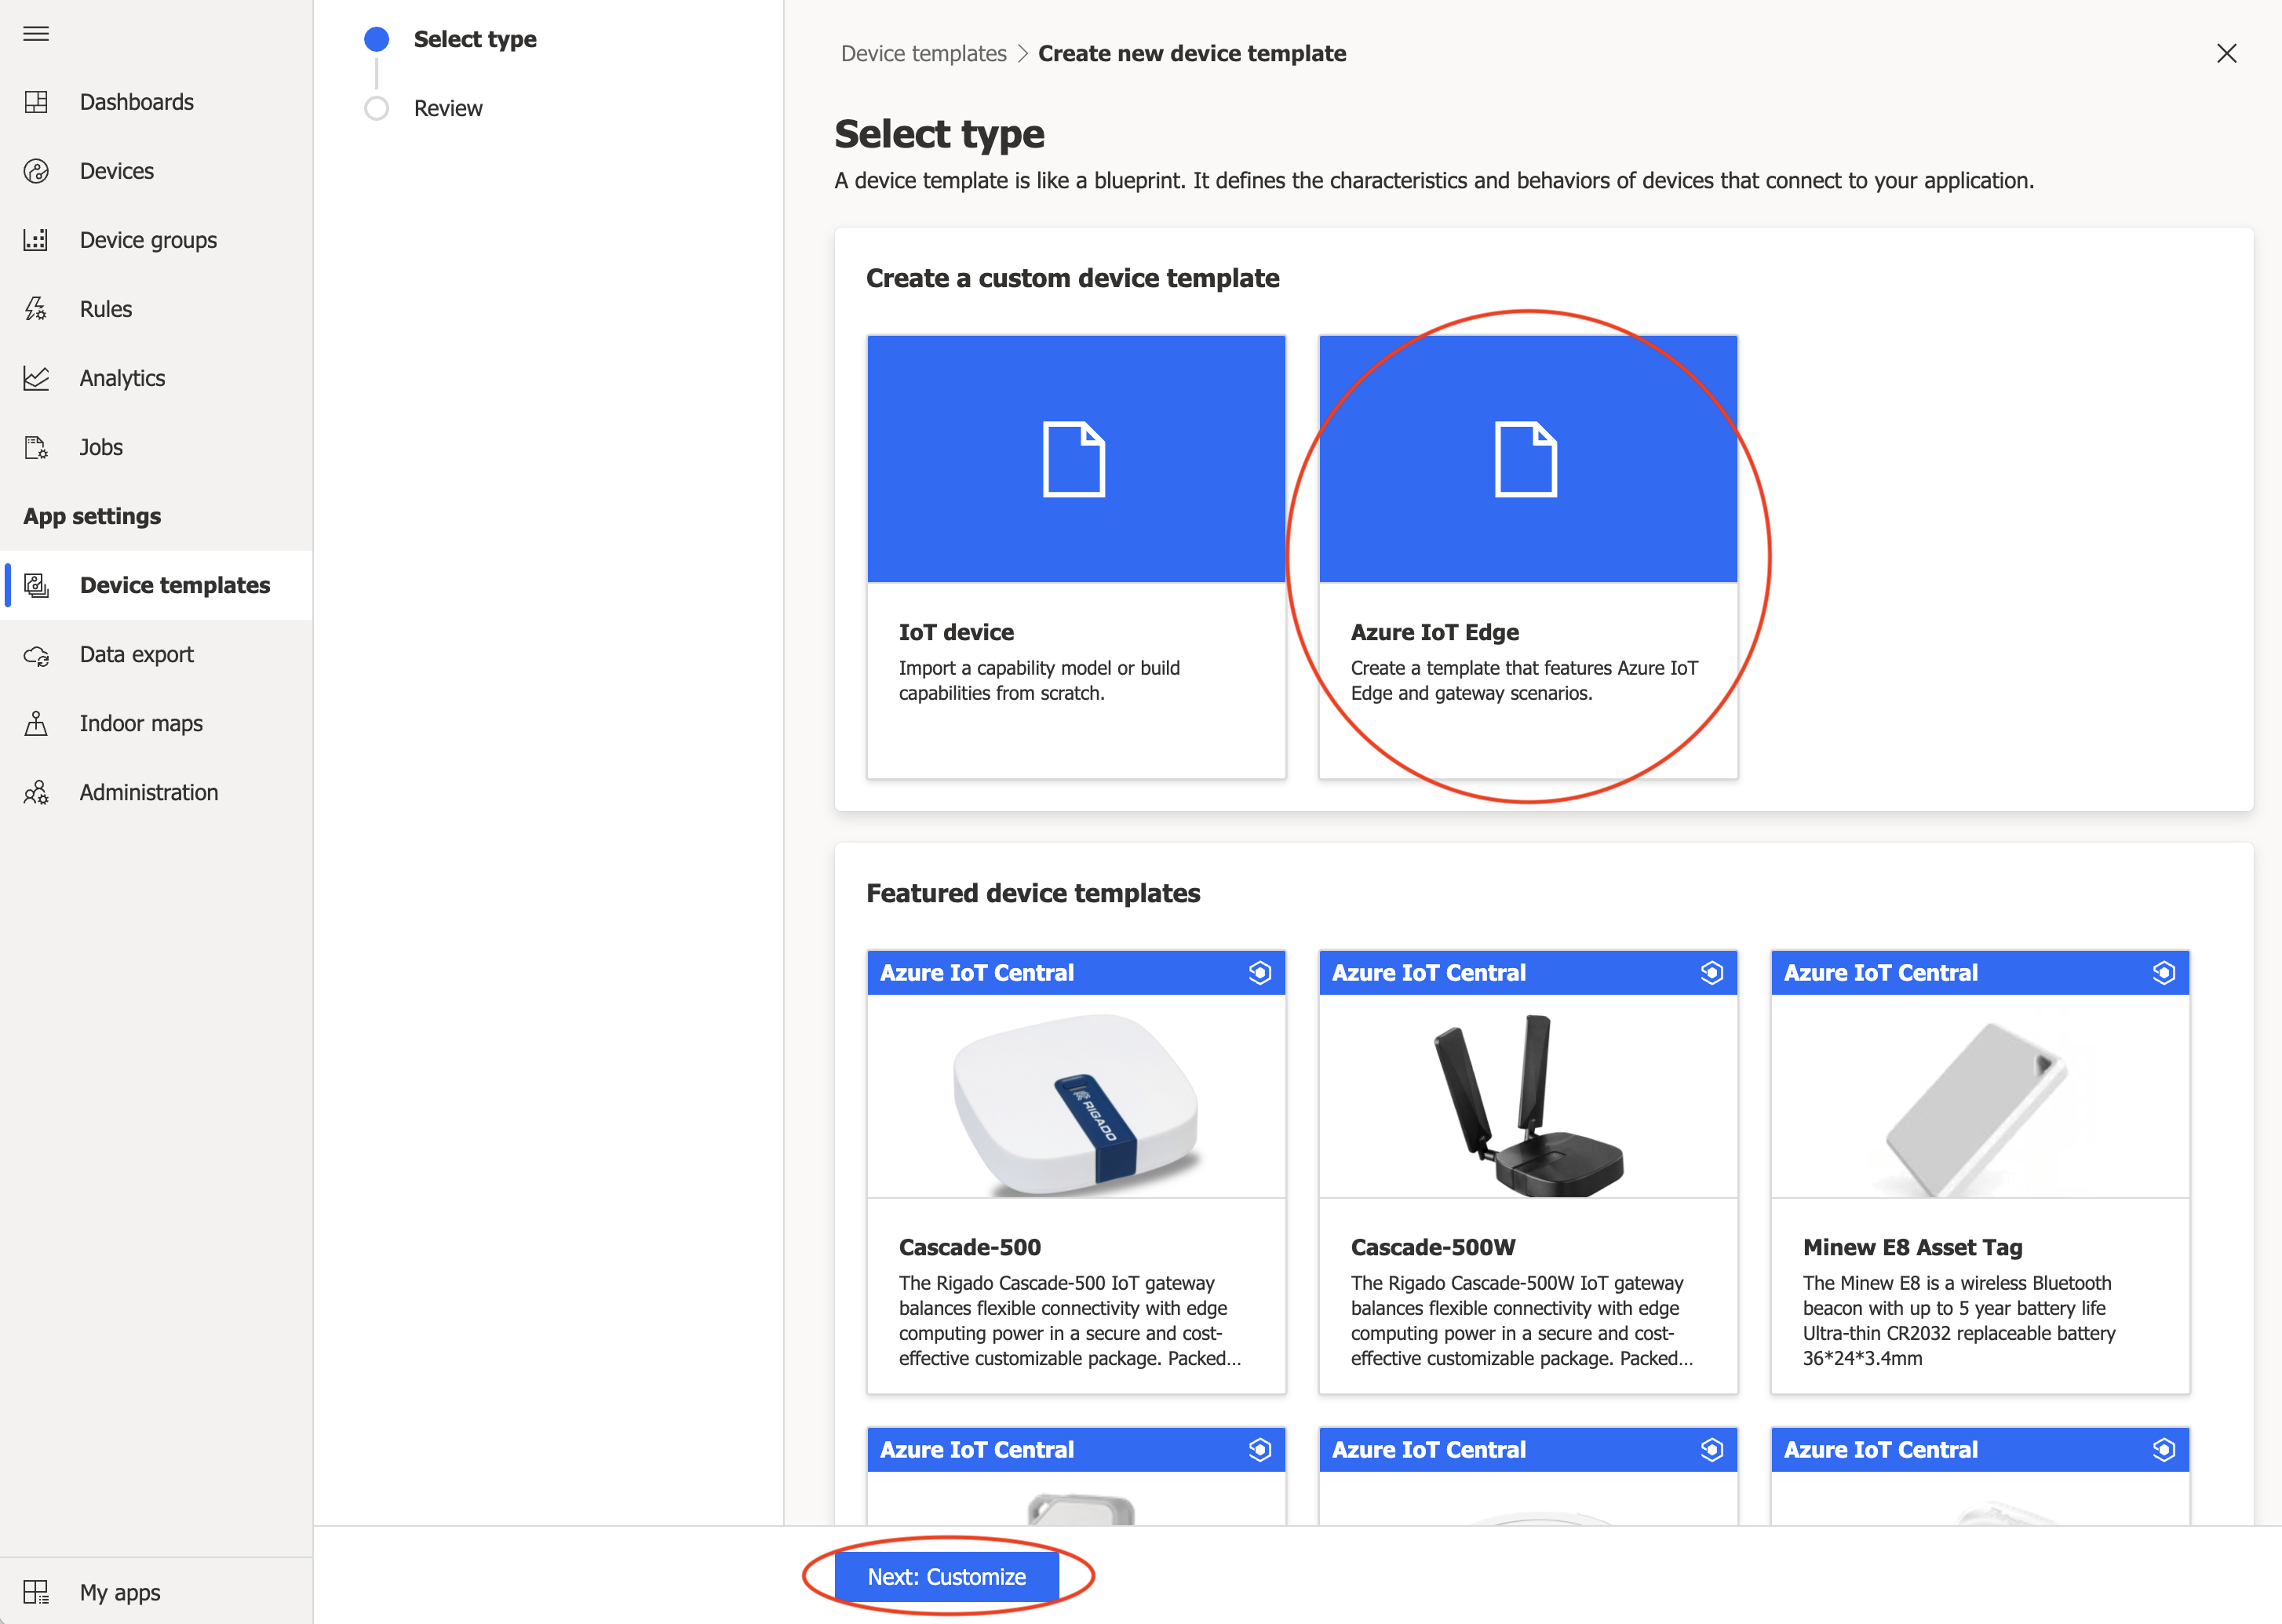 Dashboards
Devices
Device groups
Rules
Analytics
Jobs
App settings
Device templates
Data export
Indoor maps
Administration
My apps
Select type
Review
Device templates > Create new device template
Select type
A device template is like a blueprint. It defines the characteristics and behaviors of devices that connect to your application.
Create a custom device template
IoT device
Import a capability model or build
capabilities from scratch.
Azure IoT Edge
Create a template that features Azure IoT
Edge and gateway scenarios.
Featured device templates
Azure IoT Central
RIGADO
Cascade-500
The Rigado Cascade-500 IoT gateway
balances flexible connectivity with edge
computing power in a secure and cost-
effective customizable package. Packed...
Azure IoT Central
Cascade-500W
The Rigado Cascade-500W IoT gateway
balances flexible connectivity with edge
computing power in a secure and cost-
effective customizable package. Packed...
Azure IoT Central
Minew E8 Asset Tag
The Minew E8 is a wireless Bluetooth
beacon with up to 5 year battery life
Ultra-thin CR2032 replaceable battery
36*24*3.4mm
Azure IoT Central
Azure IoT Central
Azure IoT Central
Next: Customize